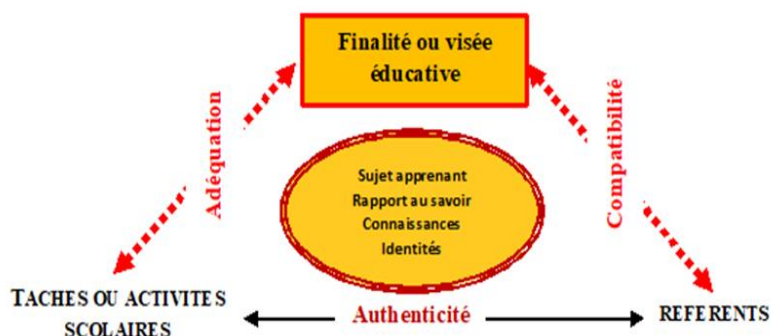 Finalité ou visée
éducative
Adéquation
Compatibilité
Sujet apprenant
Rapport au savoir
Connaissances
Identités
TACHES OU ACTIVITES
SCOLAIRES
Authenticité
REFERENTS